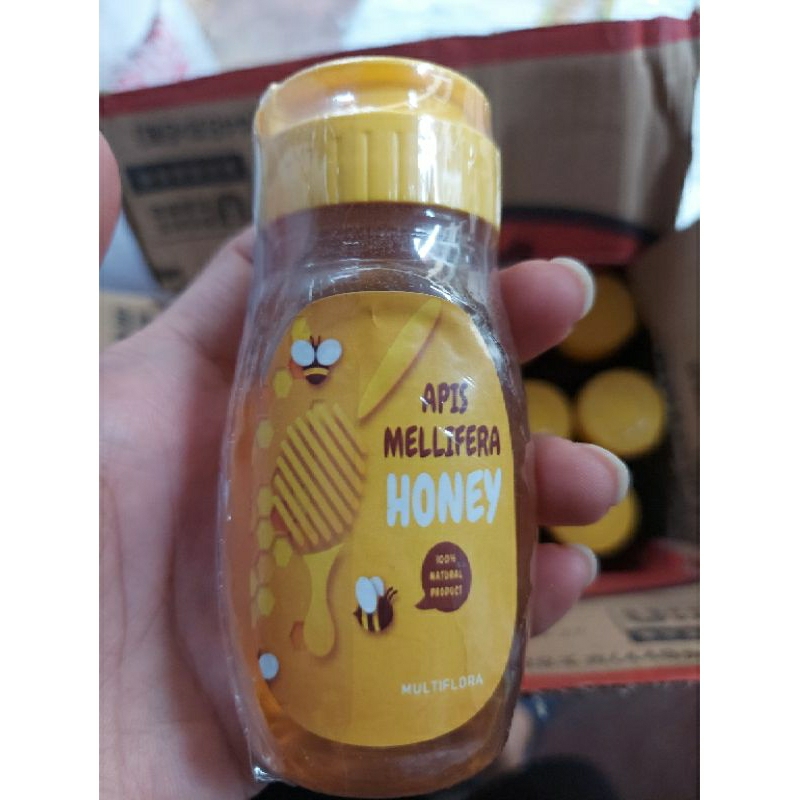 APIS
MELLIFERA
HONEY
100%
NATURAL
PRODUCT
MULTIFLORA